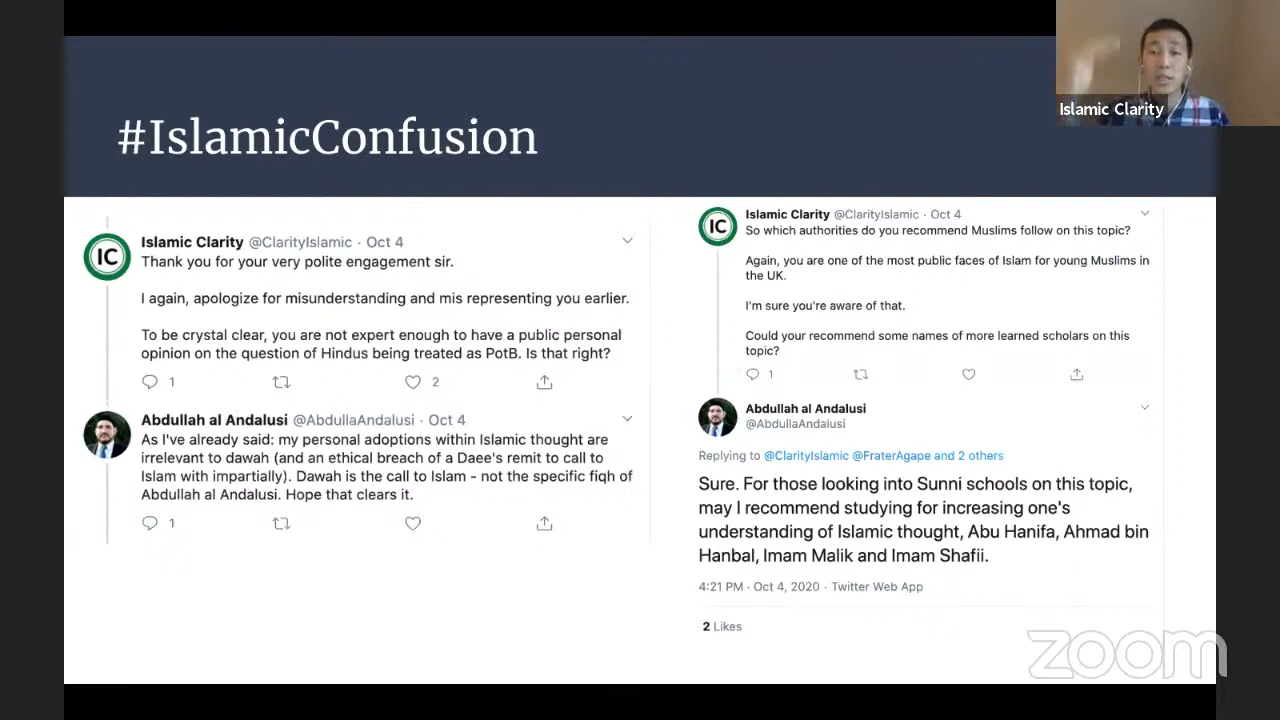 #IslamicConfusion
Islamic Clarity
IC
Islamic Clarity @ClarityIslamic · Oct 4
Thank you for your very polite engagement sir.
I again, apologize for misunderstanding and mis representing you earlier.
To be crystal clear, you are not expert enough to have a public personal
opinion on the question of Hindus being treated as PotB. Is that right?
1
2
Abdullah al Andalusi @AbdullaAndalusi · Oct 4
As I've already said: my personal adoptions within Islamic thought are
irrelevant to dawah (and an ethical breach of a Daee's remit to call to
Islam with impartially). Dawah is the call to Islam - not the specific fiqh of
Abdullah al Andalusi. Hope that clears it.
1
IC
Islamic Clarity @ClarityIslamic · Oct 4
So which authorities do you recommend Muslims follow on this topic?
Again, you are one of the most public faces of Islam for young Muslims in
the UK.
I'm sure you're aware of that.
Could your recommend some names of more learned scholars on this
topic?
1
Abdullah al Andalusi
@AbdullaAndalusi
Replying to @ClarityIslamic @FraterAgape and 2 others
Sure. For those looking into Sunni schools on this topic,
may I recommend studying for increasing one's
understanding of Islamic thought, Abu Hanifa, Ahmad bin
Hanbal, Imam Malik and Imam Shafii.
4:21 PM · Oct 4, 2020 · Twitter Web App
2 Likes
zoom